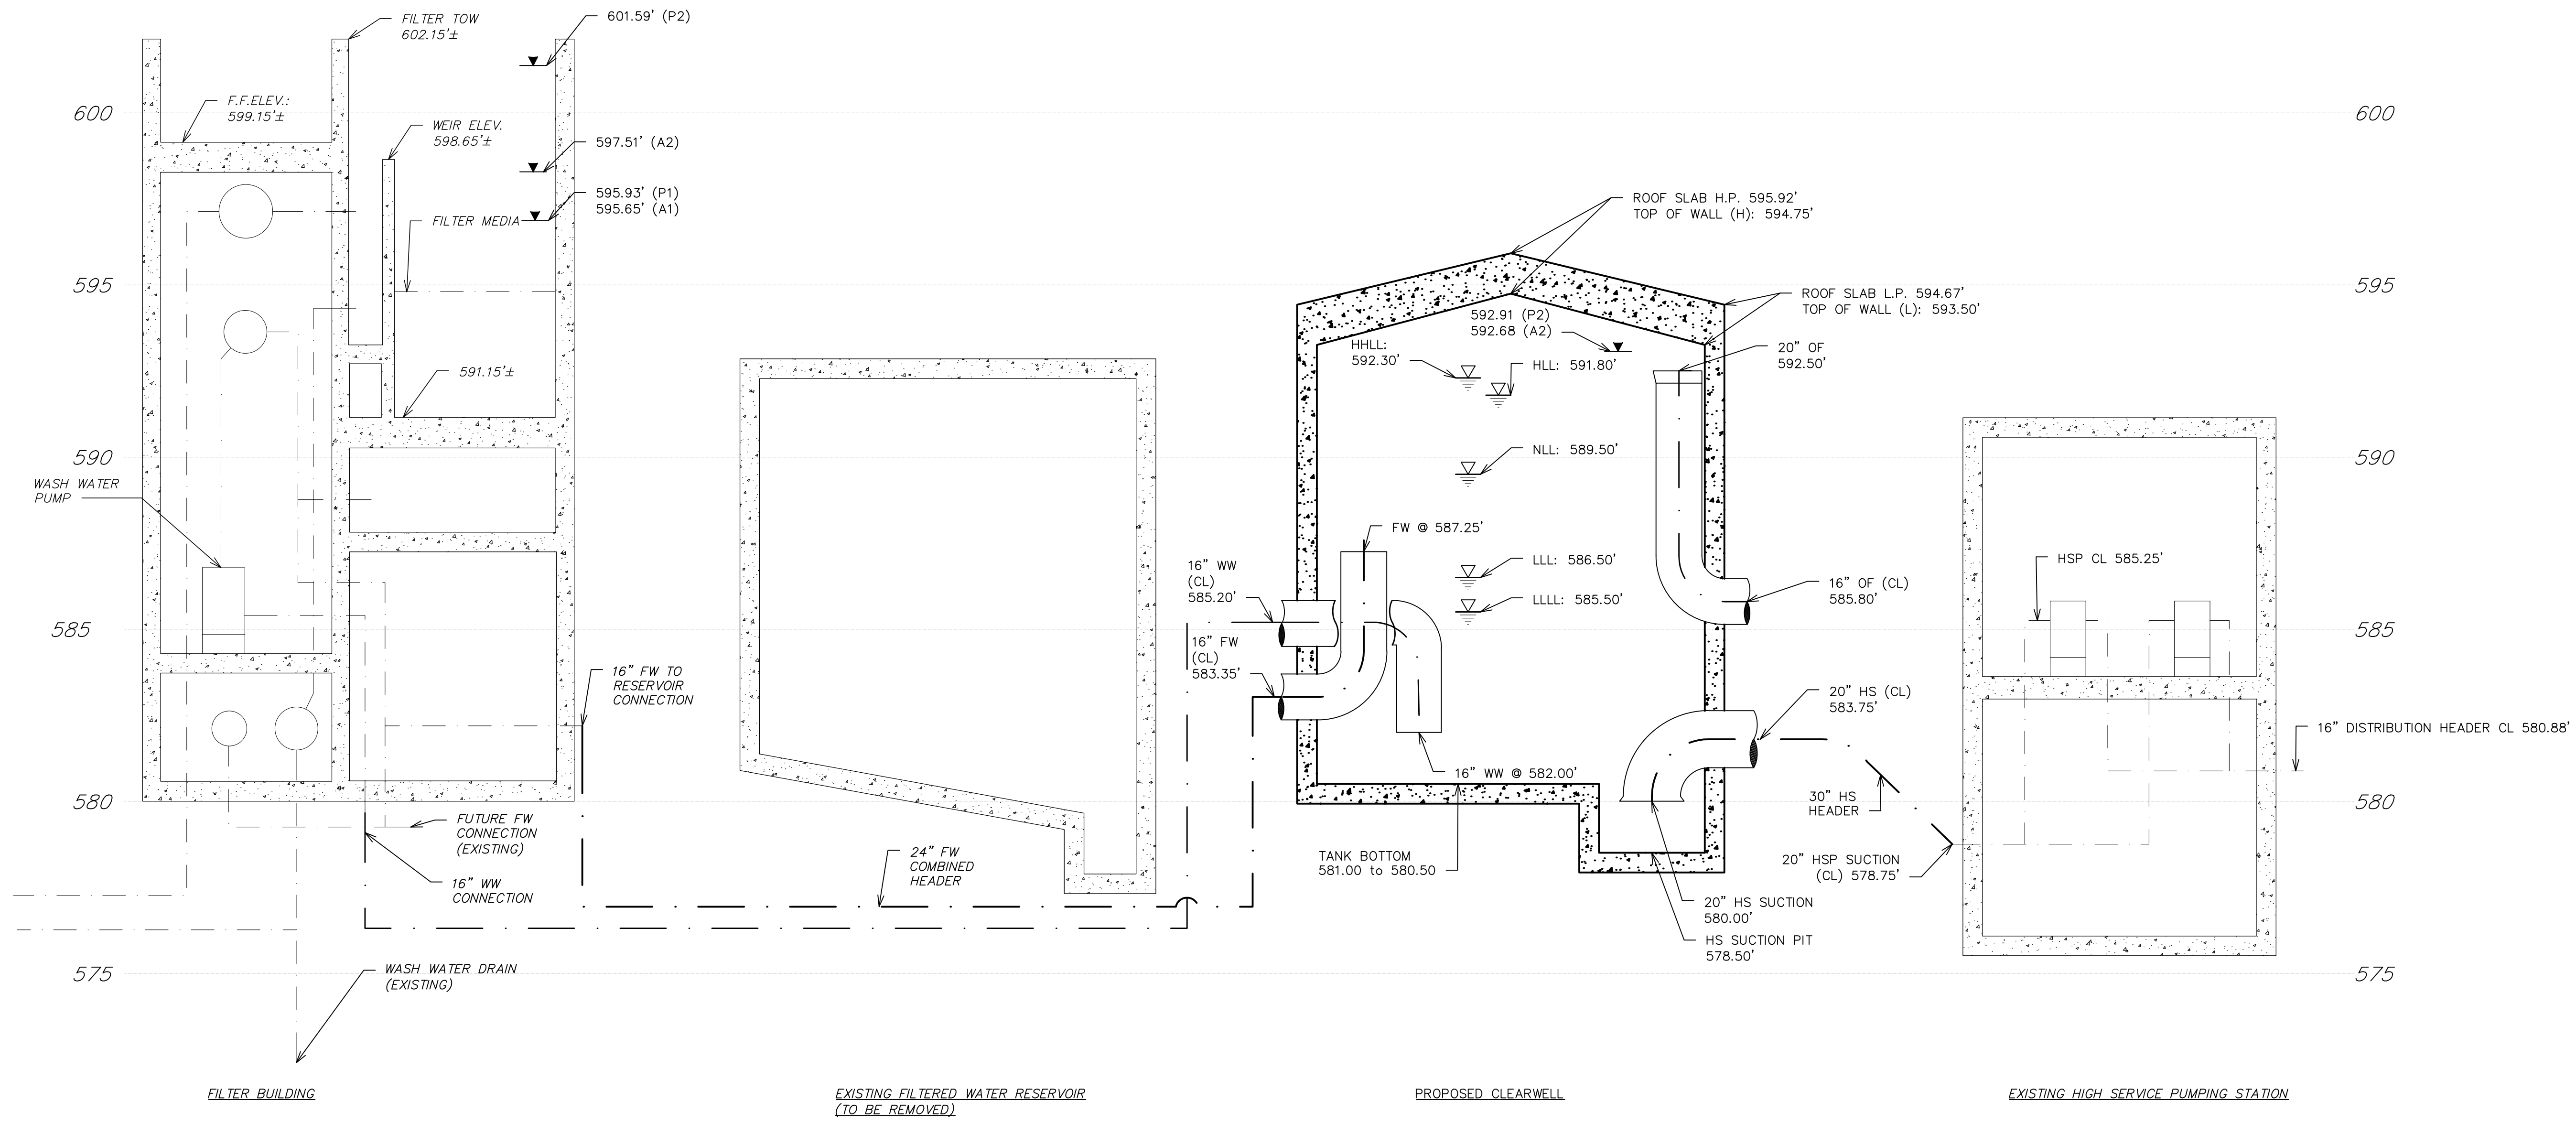 FILTER TOW
602.15'±
601.59' (P2)
600
F.F.ELEV.:
599.15'±
WEIR ELEV.
598.65'±
597.51' (A2)
595.93' (P1)
595.65' (A1)
FILTER MEDIA
600
ROOF SLAB H.P. 595.92'
TOP OF WALL (H): 594.75'
595
595
ROOF SLAB L.P. 594.67'
TOP OF WALL (L): 593.50'
592.91 (P2)
592.68 (A2)
HHLL:
592.30'
HLL: 591.80'
20" OF
592.50'
591.15'±
590
NLL: 589.50'
590
WASH WATER
PUMP
FW @ 587.25'
16" WW
(CL)
585.20'
LLL: 586.50'
LLLL: 585.50'
16" OF (CL)
585.80'
HSP CL 585.25'
585
585
16" FW
(CL)
583.35'
16" FW TO
RESERVOIR
CONNECTION
20" HS (CL)
583.75'
16" DISTRIBUTION HEADER CL 580.88'
16" WW @ 582.00'
580
580
30" HS
HEADER
FUTURE FW
CONNECTION
(EXISTING)
24" FW
COMBINED
HEADER
TANK BOTTOM
581.00 to 580.50
20" HSP SUCTION
(CL) 578.75'
16" WW
CONNECTION
20" HS SUCTION
580.00'
HS SUCTION PIT
578.50'
575
WASH WATER DRAIN
(EXISTING)
575
FILTER BUILDING
EXISTING FILTERED WATER RESERVOIR
(TO BE REMOVED)
PROPOSED CLEARWELL
EXISTING HIGH SERVICE PUMPING STATION